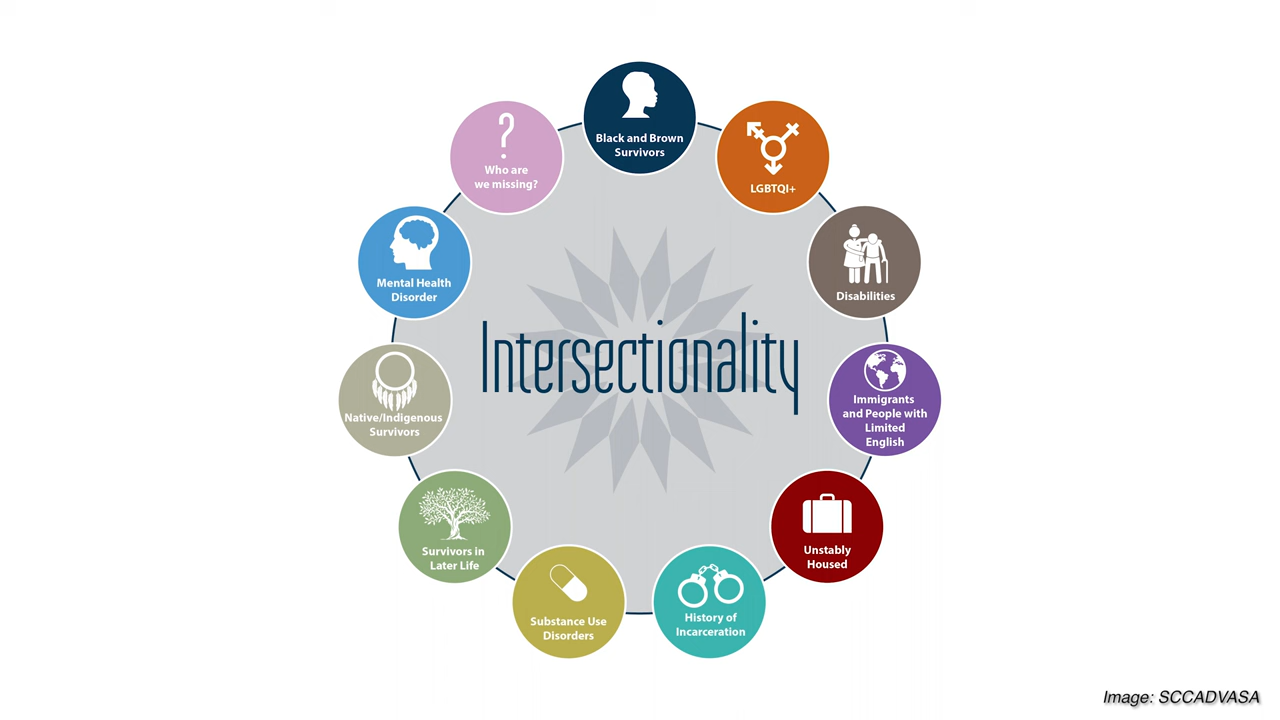 Black and Brown
Survivors
LGBTQI+
Disabilities
Immigrants
and People with
Limited
English
Unstably
Housed
History of
Incarceration
Substance Use
Disorders
Survivors in
Later Life
Native/Indigenous
Survivors
Mental Health
Disorder
?
Who are
we missing?
Intersectionality
Image: SCCADVASA